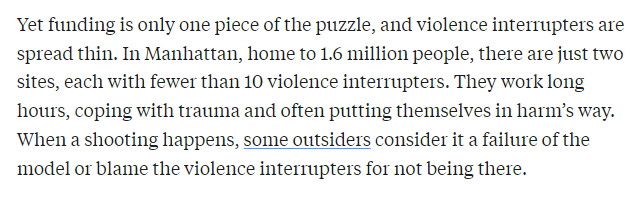 Yet funding is only one piece of the puzzle, and violence interrupters are
spread thin. In Manhattan, home to 1.6 million people, there are just two
sites, each with fewer than 10 violence interrupters. They work long
hours, coping with trauma and often putting themselves in harm’s way.
When a shooting happens, some outsiders consider it a failure of the
model or blame the violence interrupters for not being there.